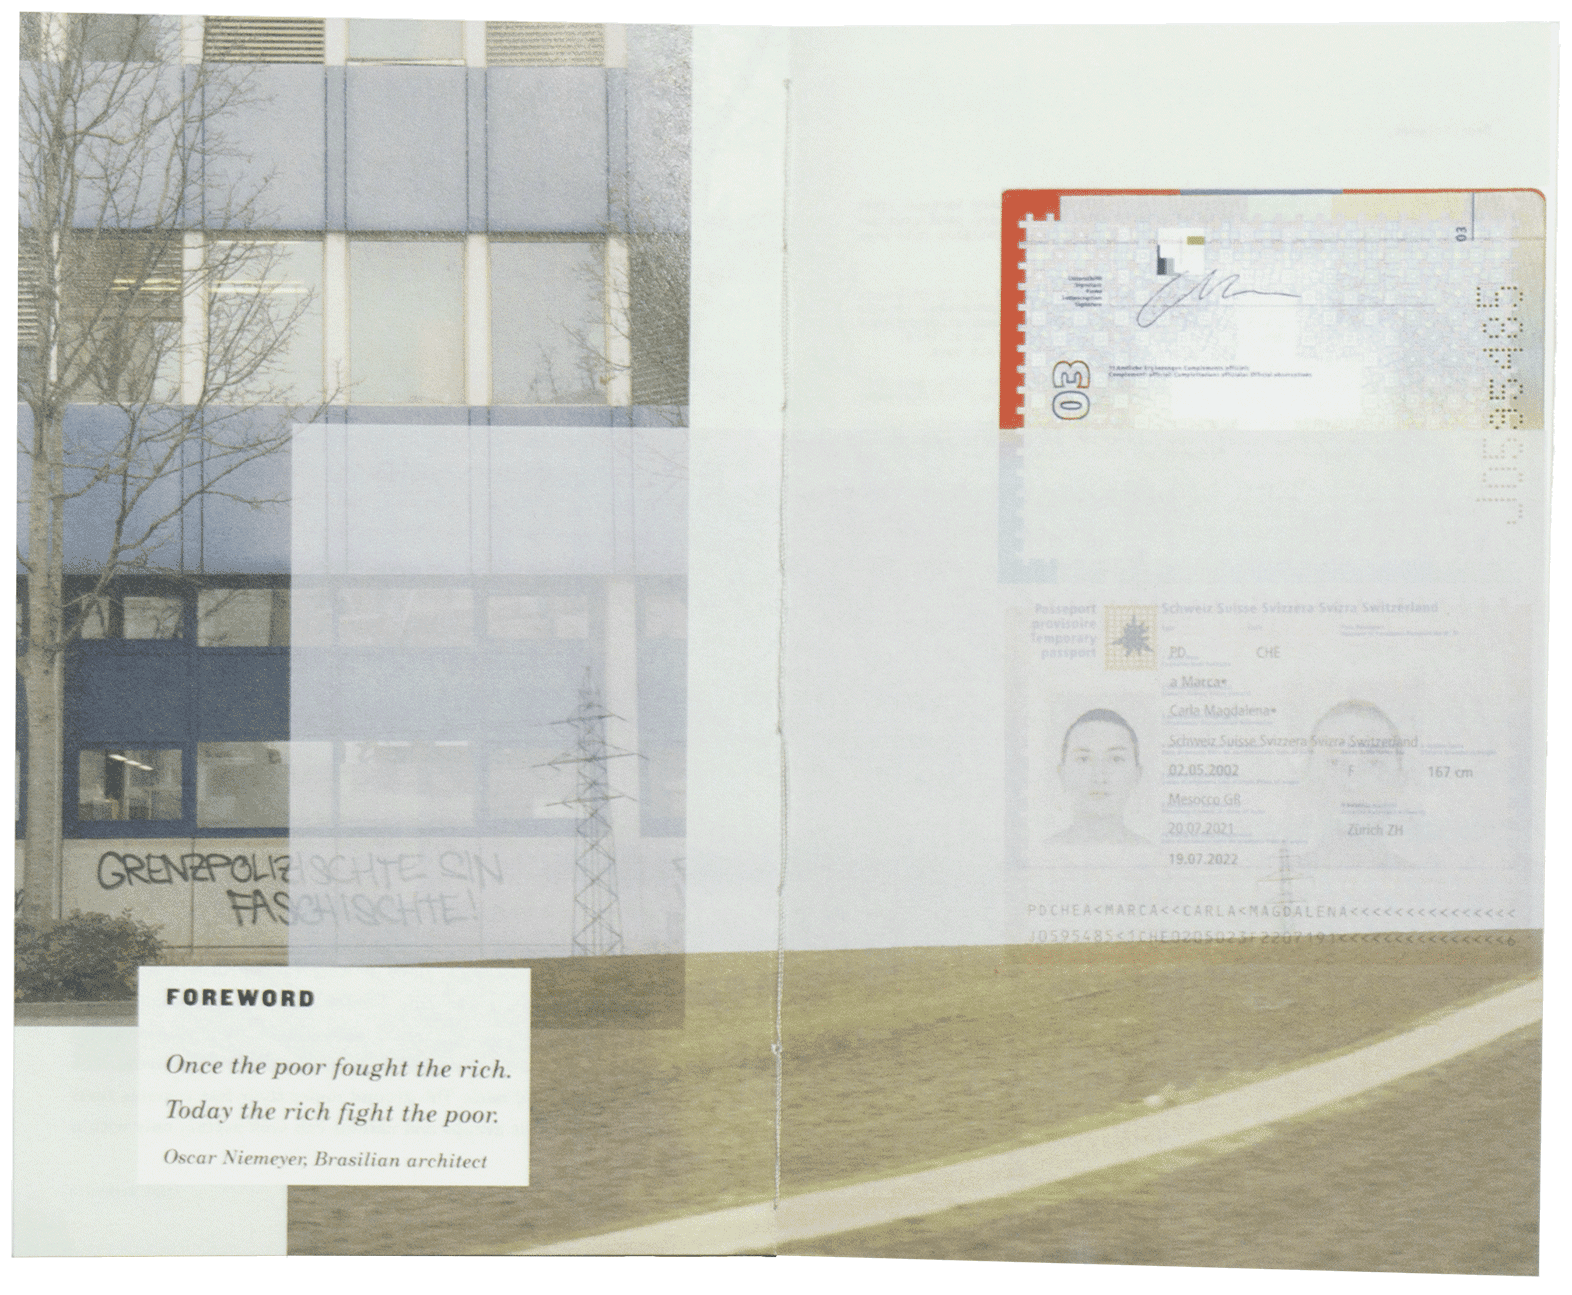 GRENZPOLIZISCHTE SIN
FASCHISCHTE!
FOREWORD
Once the poor fought the rich.
Today the rich fight the poor.
Oscar Niemeyer, Brasilian architect
03
03
J0595485
Passeport
provisoire
Temporary
passport
Schweiz Suisse Svizzera Svizra Switzerland
PD
CHE
a Marca*
Carla Magdalena*
Schweiz Suisse Svizzera Svizra Switzerland
02.05.2002
F
167 cm
Mesocco GR
20.07.2021
Zürich ZH
19.07.2022
PDCHEA<MARCA<<CARLA<MAGDALENA<<<<<<<<<<<<<<<